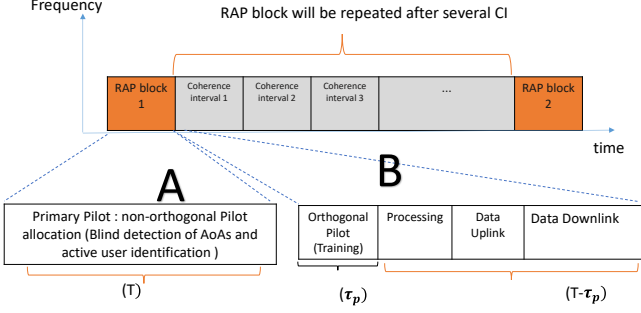 Frequency
RAP block will be repeated after several CI
RAP block
1
Coherence
interval 1
Coherence
interval 2
Coherence
interval 3
...
RAP block
2
time
A
B
Primary Pilot : non-orthogonal Pilot
allocation (Blind detection of AoAs and
active user identification )
(T)
Orthogonal
Pilot
(Training)
Processing
Data
Uplink
Data Downlink
(τₚ)
(T-τₚ)